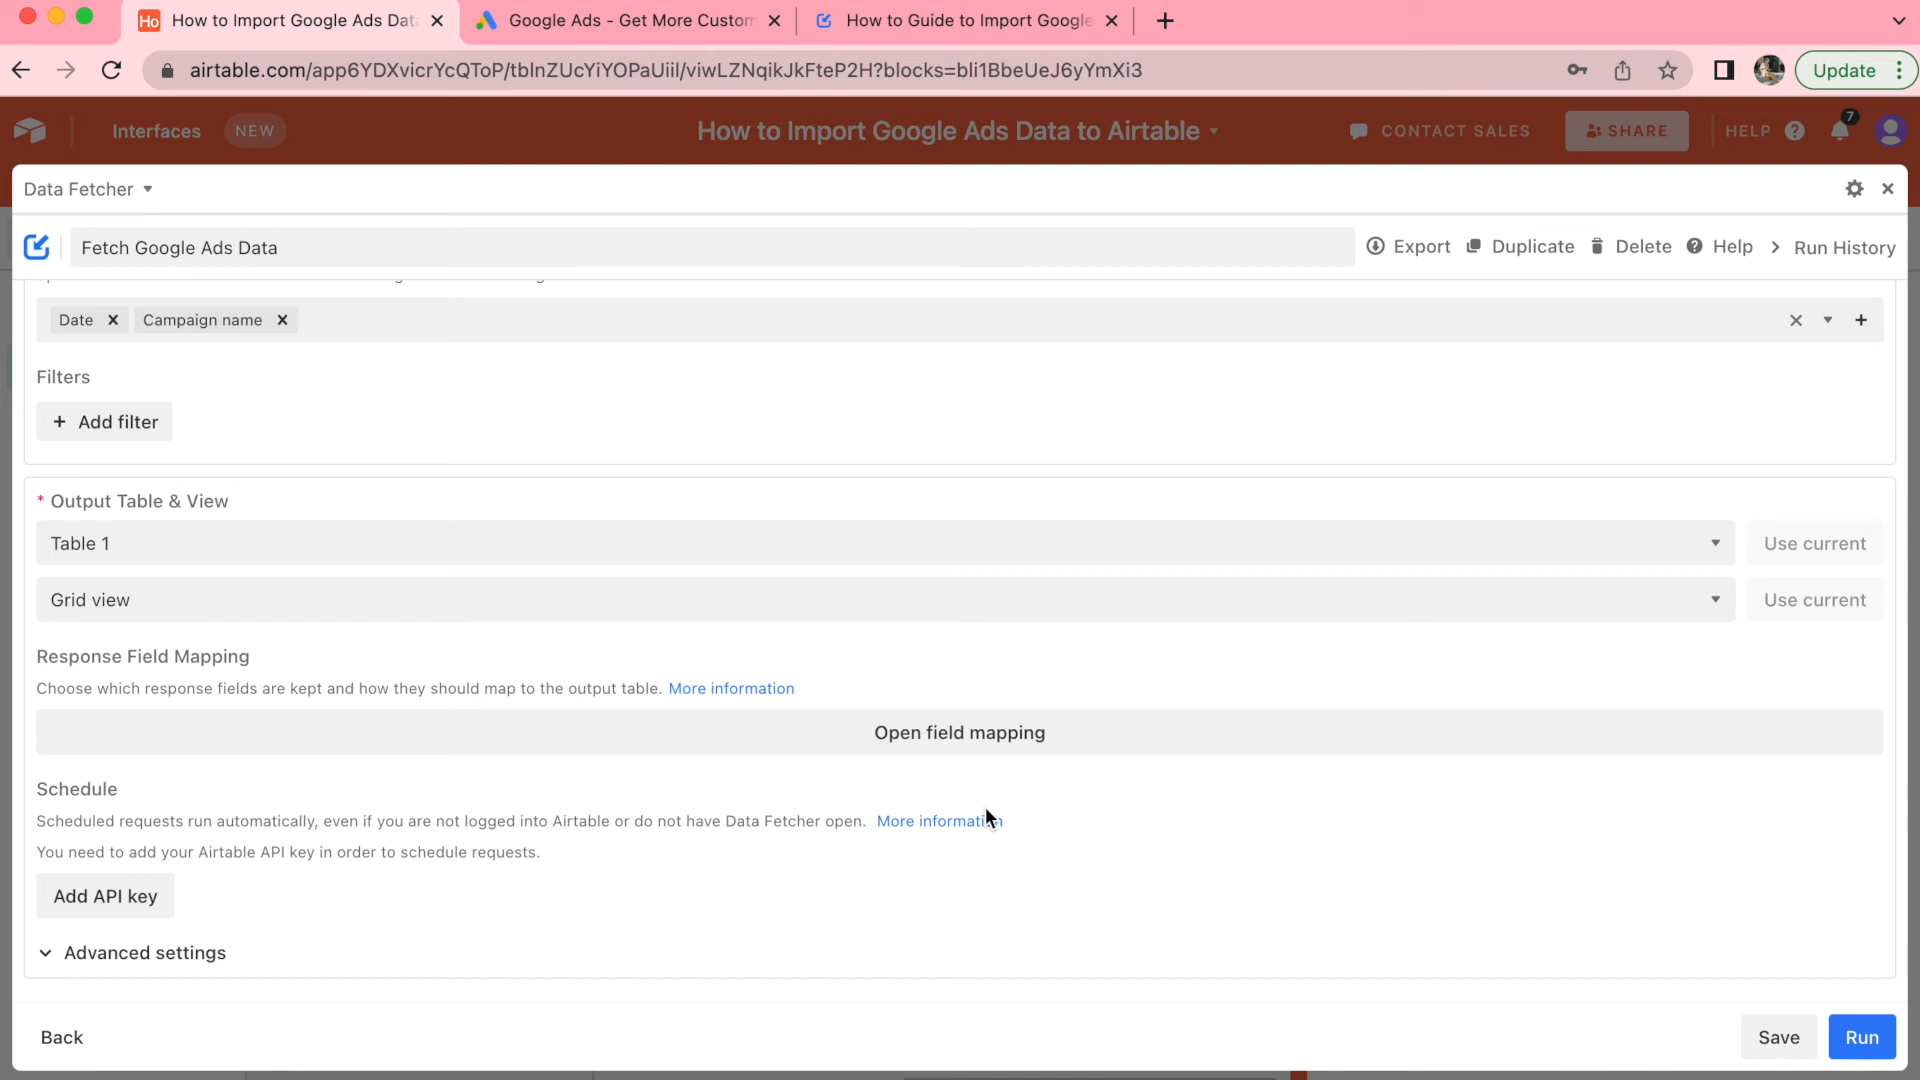 Ho How to Import Google Ads Dat
Google Ads - Get More Custom
How to Guide to Import Google
airtable.com/app6YDXvicrYcQToP/tblnZUcYiYOPaUiil/viwLZNqikJkFteP2H?blocks=bli1BbeUeJ6yYmXi3
Update
Interfaces NEW
How to Import Google Ads Data to Airtable
CONTACT SALES
SHARE
HELP
7
Data Fetcher
Fetch Google Ads Data
Export Duplicate Delete Help Run History
Date Campaign name
Filters
+ Add filter
* Output Table & View
Table 1
Use current
Grid view
Use current
Response Field Mapping
Choose which response fields are kept and how they should map to the output table. More information
Open field mapping
Schedule
Scheduled requests run automatically, even if you are not logged into Airtable or do not have Data Fetcher open. More information
You need to add your Airtable API key in order to schedule requests.
Add API key
Advanced settings
Back
Save
Run